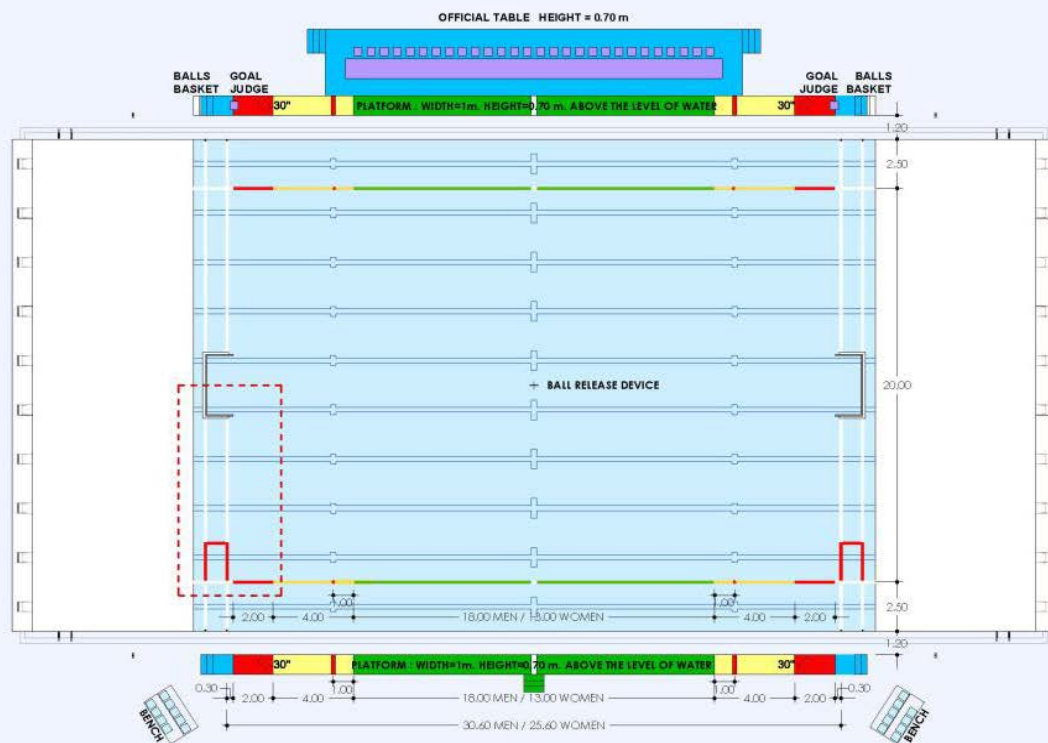 OFFICIAL TABLE HEIGHT = 0.70 m
BALLS BASKET
GOAL JUDGE
GOAL JUDGE
BALLS BASKET
30"
PLATFORM : WIDTH=1m. HEIGHT=0.70 m. ABOVE THE LEVEL OF WATER
30"
1.20
2.50
BALL RELEASE DEVICE
20.00
1.00
1.00
2.00
4.00
18.00 MEN / 13.00 WOMEN
4.00
2.00
2.50
1.20
30"
PLATFORM : WIDTH=1m. HEIGHT=0.70 m. ABOVE THE LEVEL OF WATER
30"
0.30
2.00
4.00
1.00
18.00 MEN / 13.00 WOMEN
1.00
4.00
2.00
0.30
BENCH
30.60 MEN / 25.60 WOMEN
BENCH